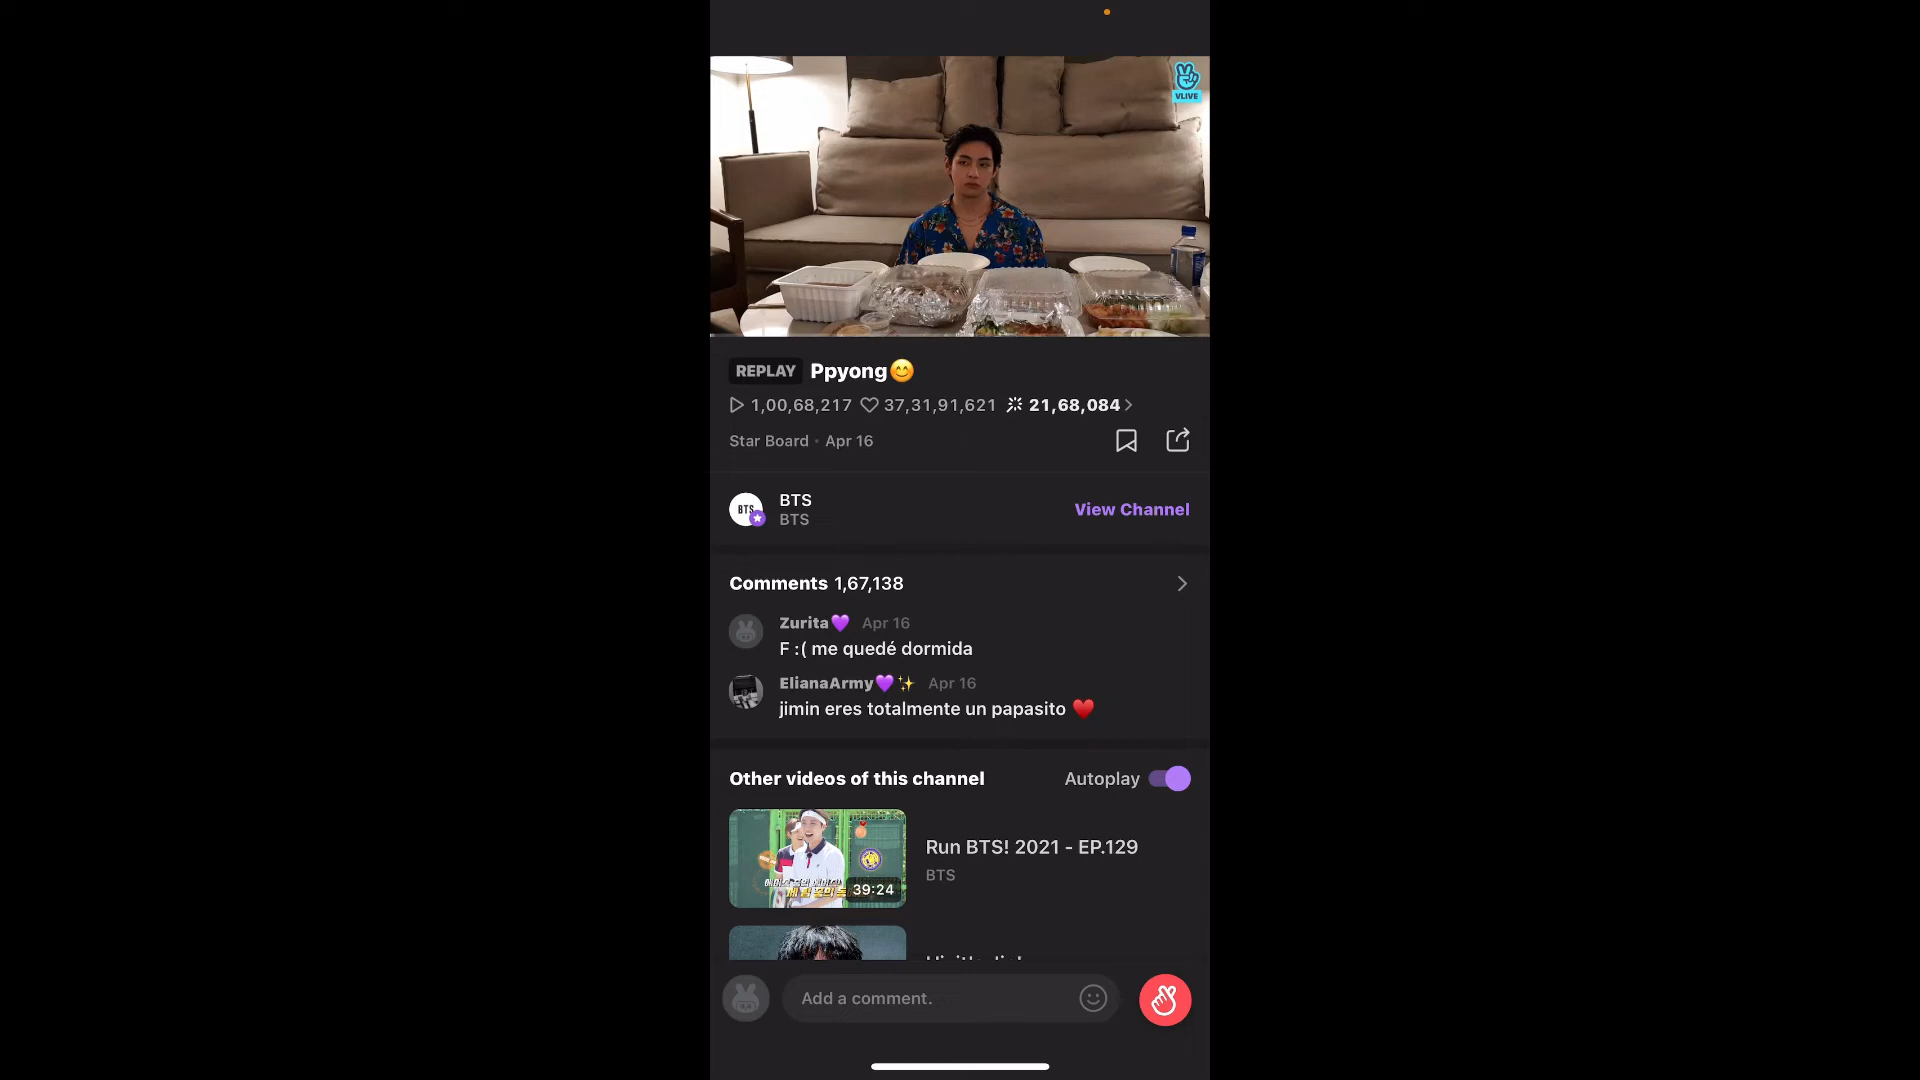 VLIVE
REPLAY Ppyong😊
1,00,68,217 37,31,91,621 21,68,084
Star Board · Apr 16
BTS
BTS
BTS
View Channel
Comments 1,67,138
Zurita💜 Apr 16
F :( me quedé dormida
ElianaArmy💜✨ Apr 16
jimin eres totalmente un papasito ♥️
Other videos of this channel
Autoplay
39:24
Run BTS! 2021 - EP.129
BTS
Add a comment.